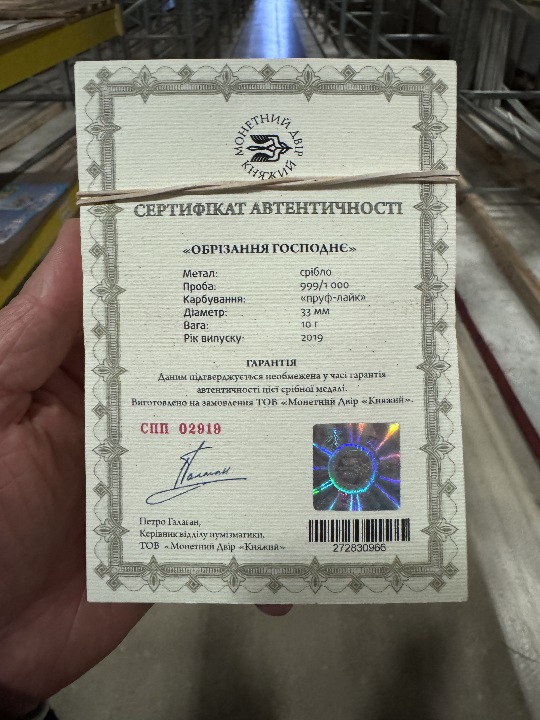 МОНЕТНИЙ ДВІР
КНЯЖИЙ
СЕРТИФІКАТ АВТЕНТИЧНОСТІ
«ОБРІЗАННЯ ГОСПОДНЄ»
Метал: срібло
Проба: 999/1 000
Карбування: «пруф-лайк»
Діаметр: 33 мм
Вага: 10 г
Рік випуску: 2019
ГАРАНТІЯ
Даним підтверджується необмежена у часі гарантія
автентичності цієї срібної медалі.
Виготовлено на замовлення ТОВ «Монетний Двір «Княжий».
СПП 02919
Петро Галаган,
Керівник відділу нумізматики,
ТОВ «Монетний Двір «Княжий»
272830965